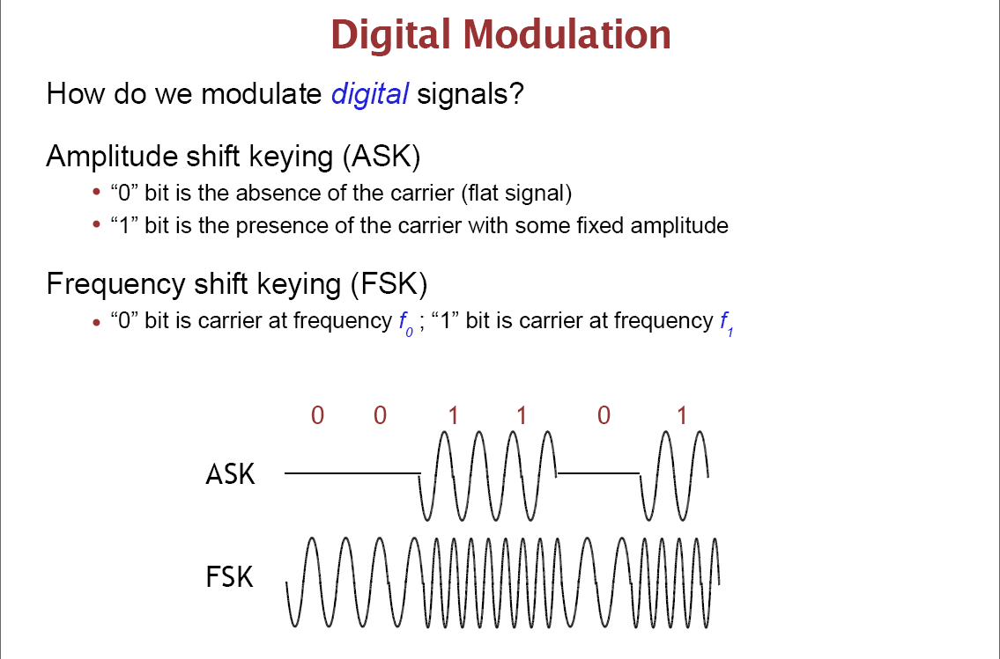 Digital Modulation
How do we modulate digital signals?
Amplitude shift keying (ASK)
• “0” bit is the absence of the carrier (flat signal)
• “1” bit is the presence of the carrier with some fixed amplitude
Frequency shift keying (FSK)
• “0” bit is carrier at frequency f0 ; “1” bit is carrier at frequency f1
0 0 1 1 0 1
ASK
FSK